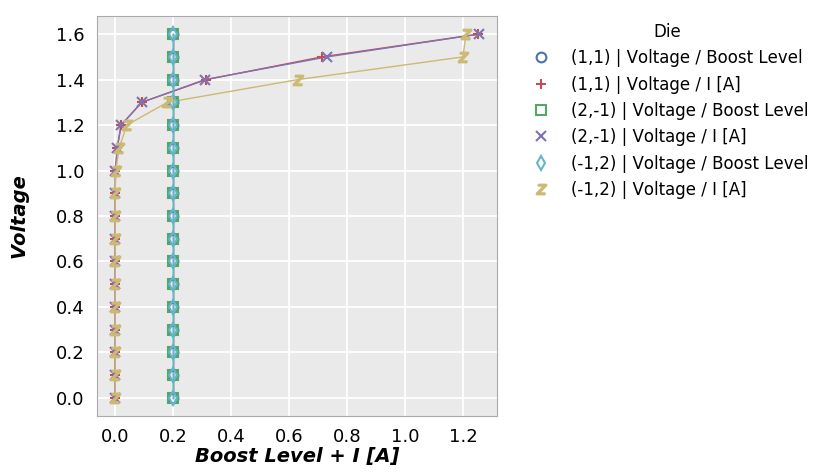 Die
(1,1) | Voltage / Boost Level
(1,1) | Voltage / I [A]
(2,-1) | Voltage / Boost Level
(2,-1) | Voltage / I [A]
(-1,2) | Voltage / Boost Level
(-1,2) | Voltage / I [A]
Voltage
1.6
1.4
1.2
1.0
0.8
0.6
0.4
0.2
0.0
0.0 0.2 0.4 0.6 0.8 1.0 1.2
Boost Level + I [A]